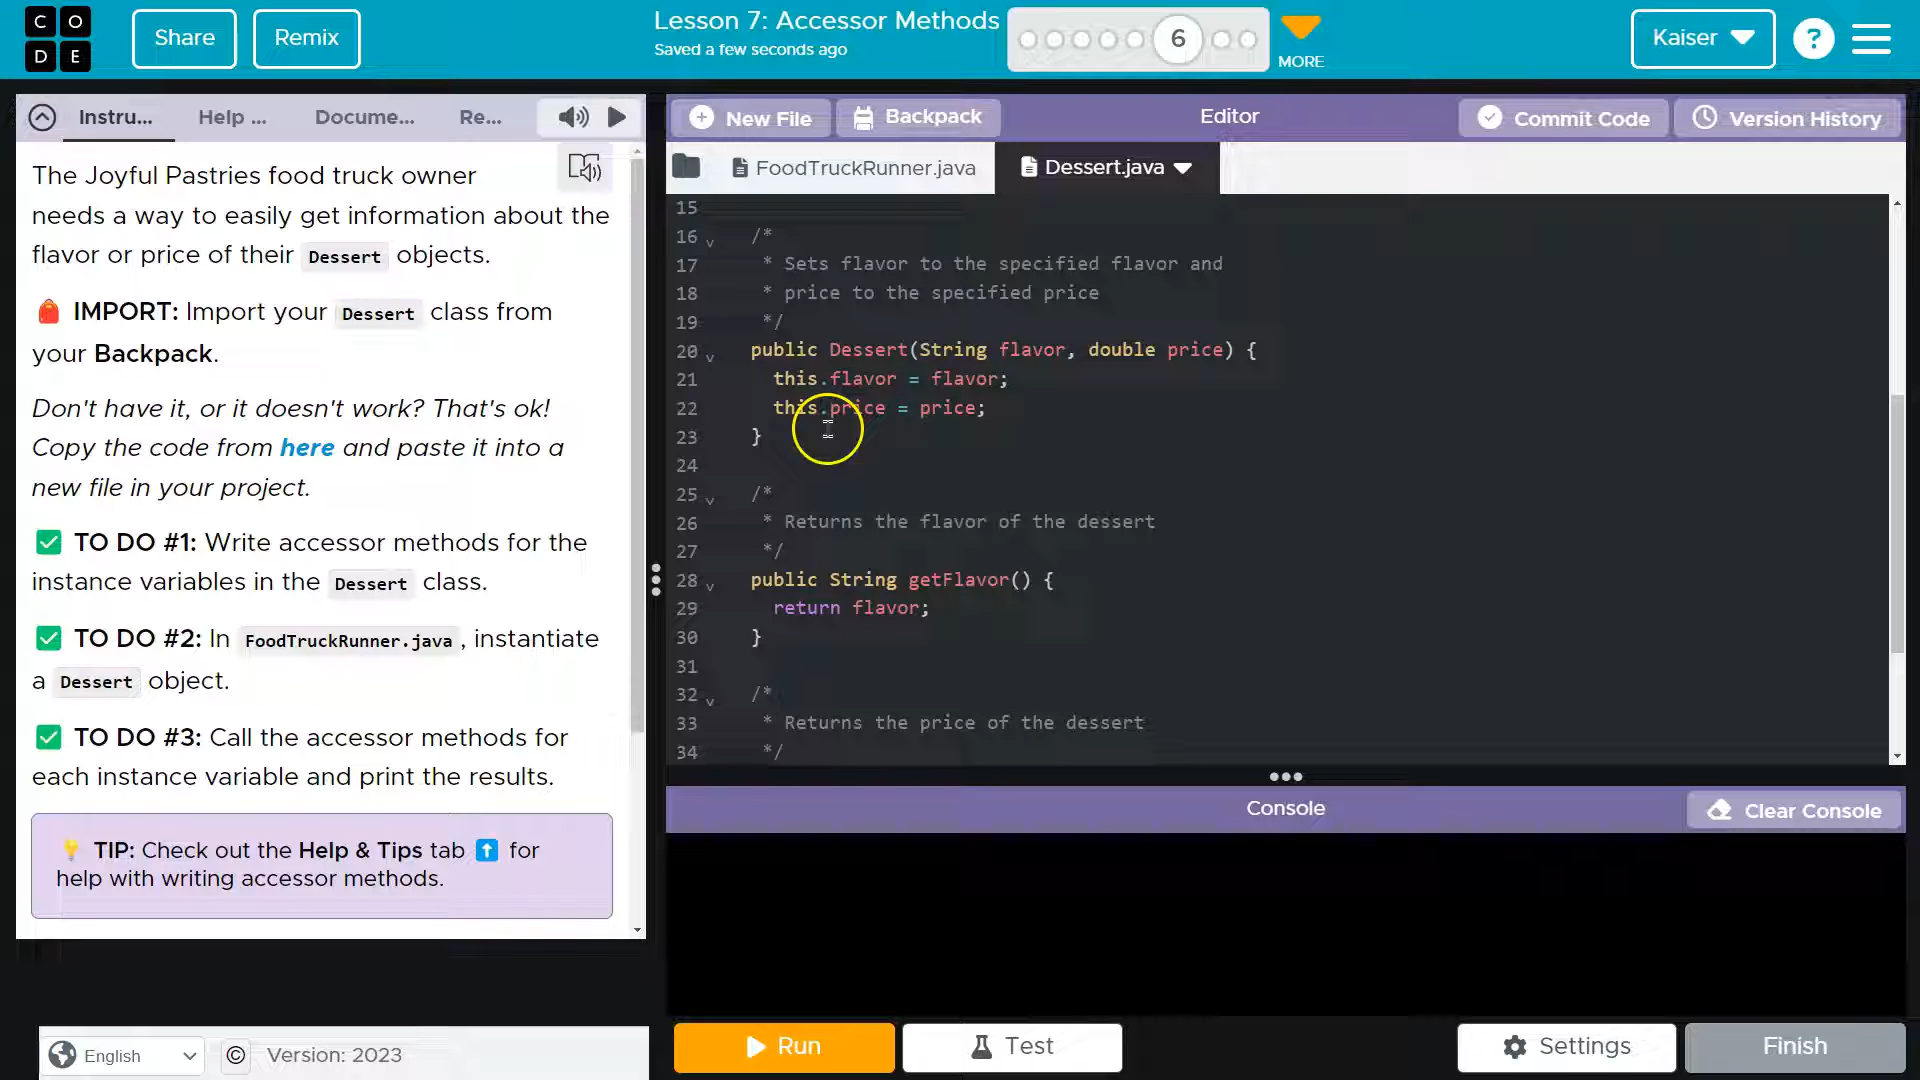 CODE
Share
Remix
Lesson 7: Accessor Methods
Saved a few seconds ago
6
MORE
Kaiser
?
Instru...
Help ...
Docume...
Re...
The Joyful Pastries food truck owner
needs a way to easily get information about the
flavor or price of their Dessert objects.
IMPORT: Import your Dessert class from
your Backpack.
Don't have it, or it doesn't work? That's ok!
Copy the code from here and paste it into a
new file in your project.
TO DO #1: Write accessor methods for the
instance variables in the Dessert class.
TO DO #2: In FoodTruckRunner.java, instantiate
a Dessert object.
TO DO #3: Call the accessor methods for
each instance variable and print the results.
TIP: Check out the Help & Tips tab for
help with writing accessor methods.
English
© Version: 2023
New File
Backpack
Editor
Commit Code
Version History
FoodTruckRunner.java
Dessert.java
15
16 /*
17 * Sets flavor to the specified flavor and
18 * price to the specified price
19 */
20 public Dessert(String flavor, double price) {
21 this.flavor = flavor;
22 this.price = price;
23 }
24
25 /*
26 * Returns the flavor of the dessert
27 */
28 public String getFlavor() {
29 return flavor;
30 }
31
32 /*
33 * Returns the price of the dessert
34 */
Console
Clear Console
Run
Test
Settings
Finish